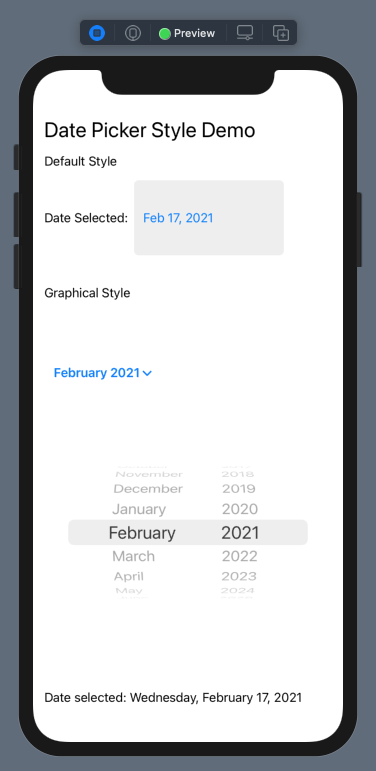 Preview
Date Picker Style Demo
Default Style
Date Selected: Feb 17, 2021
Graphical Style
February 2021
November 2018
December 2019
January 2020
February 2021
March 2022
April 2023
May 2024
Date selected: Wednesday, February 17, 2021